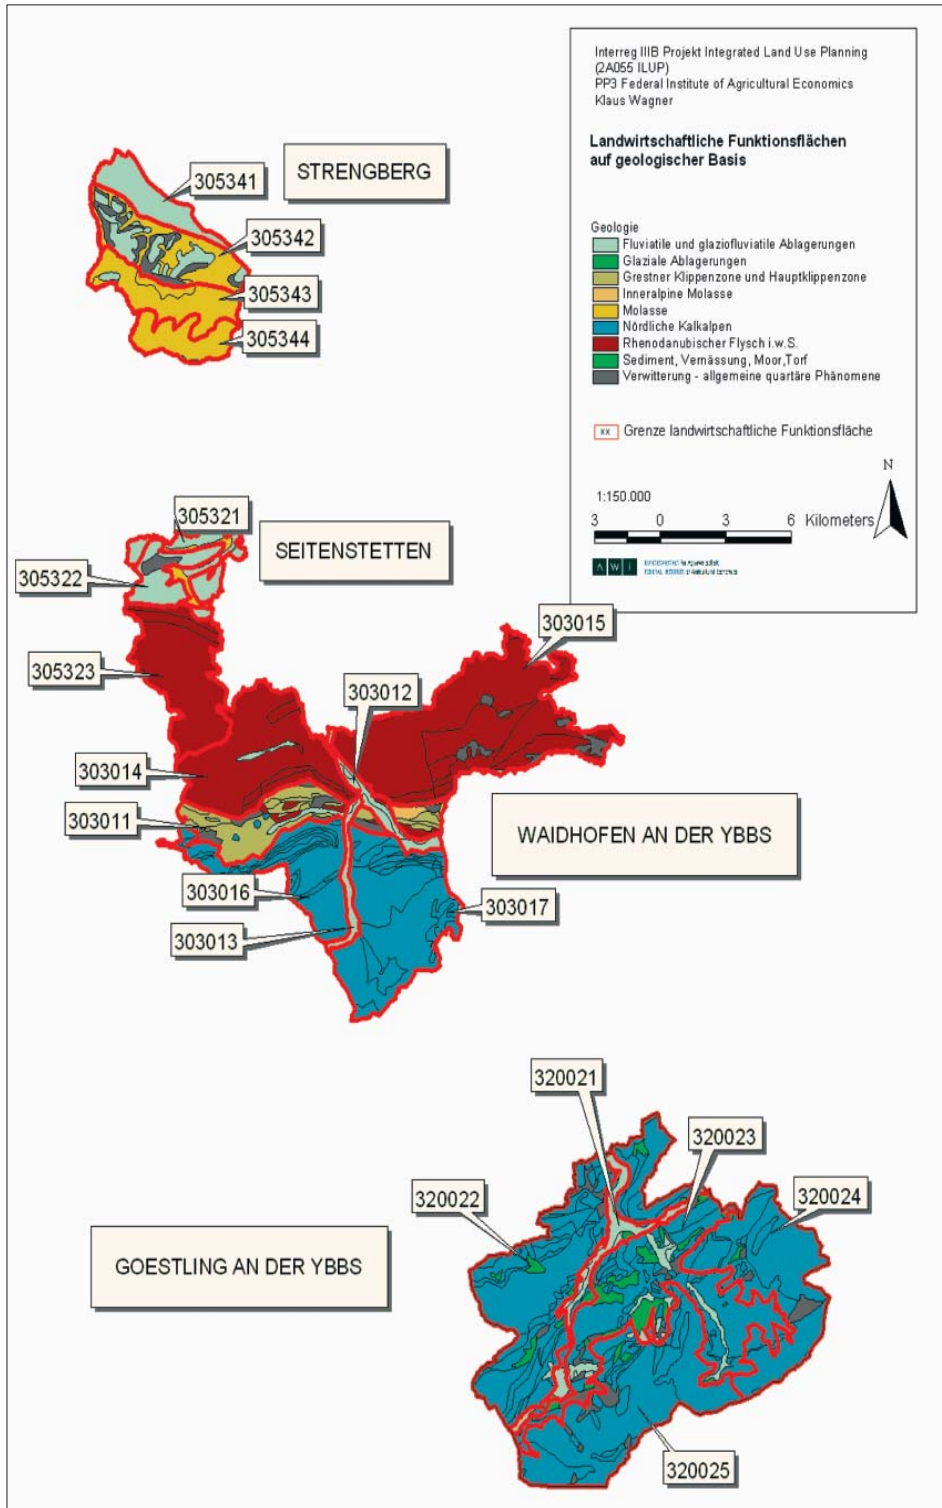 Interreg IIIB Projekt Integrated Land Use Planning
(2A055 ILUP)
PP3 Federal Institute of Agricultural Economics
Klaus Wagner
Landwirtschaftliche Funktionsflächen
auf geologischer Basis
Geologie
Fluviatile und glaziofluviatile Ablagerungen
Glaziale Ablagerungen
Grestner Klippenzone und Hauptklippenzone
Inneralpine Molasse
Molasse
Nördliche Kalkalpen
Rhenodanubischer Flysch i.w.S.
Sediment, Vernässung, Moor,Torf
Verwitterung - allgemeine quartäre Phänomene
xx Grenze landwirtschaftliche Funktionsfläche
N
1:150.000
3 0 3 6 Kilometers
AWI
STRENGBERG
305341
305342
305343
305344
305321
SEITENSTETTEN
305322
303015
305323
303012
303014
303011
WAIDHOFEN AN DER YBBS
303016
303017
303013
320021
320023
320022
320024
GOESTLING AN DER YBBS
320025